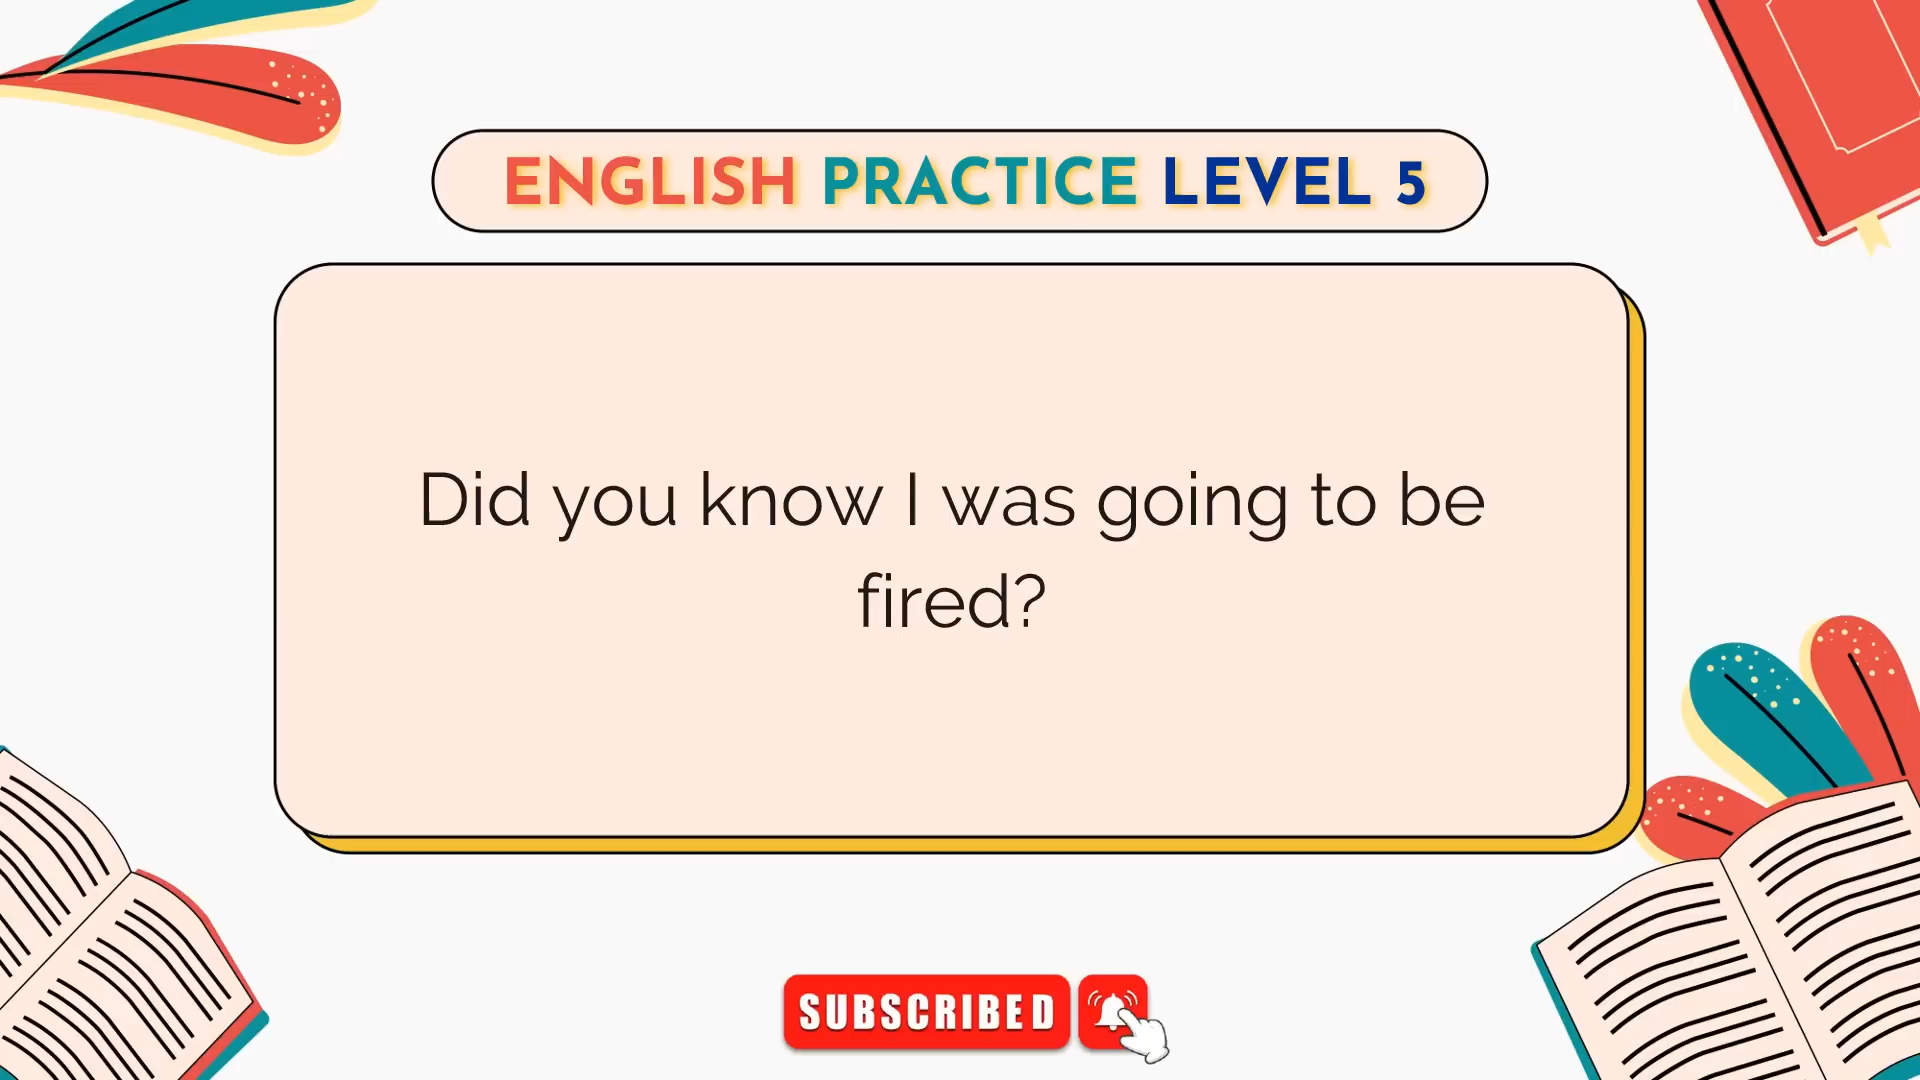 ENGLISH PRACTICE LEVEL 5
Did you know I was going to be
fired?
SUBSCRIBED